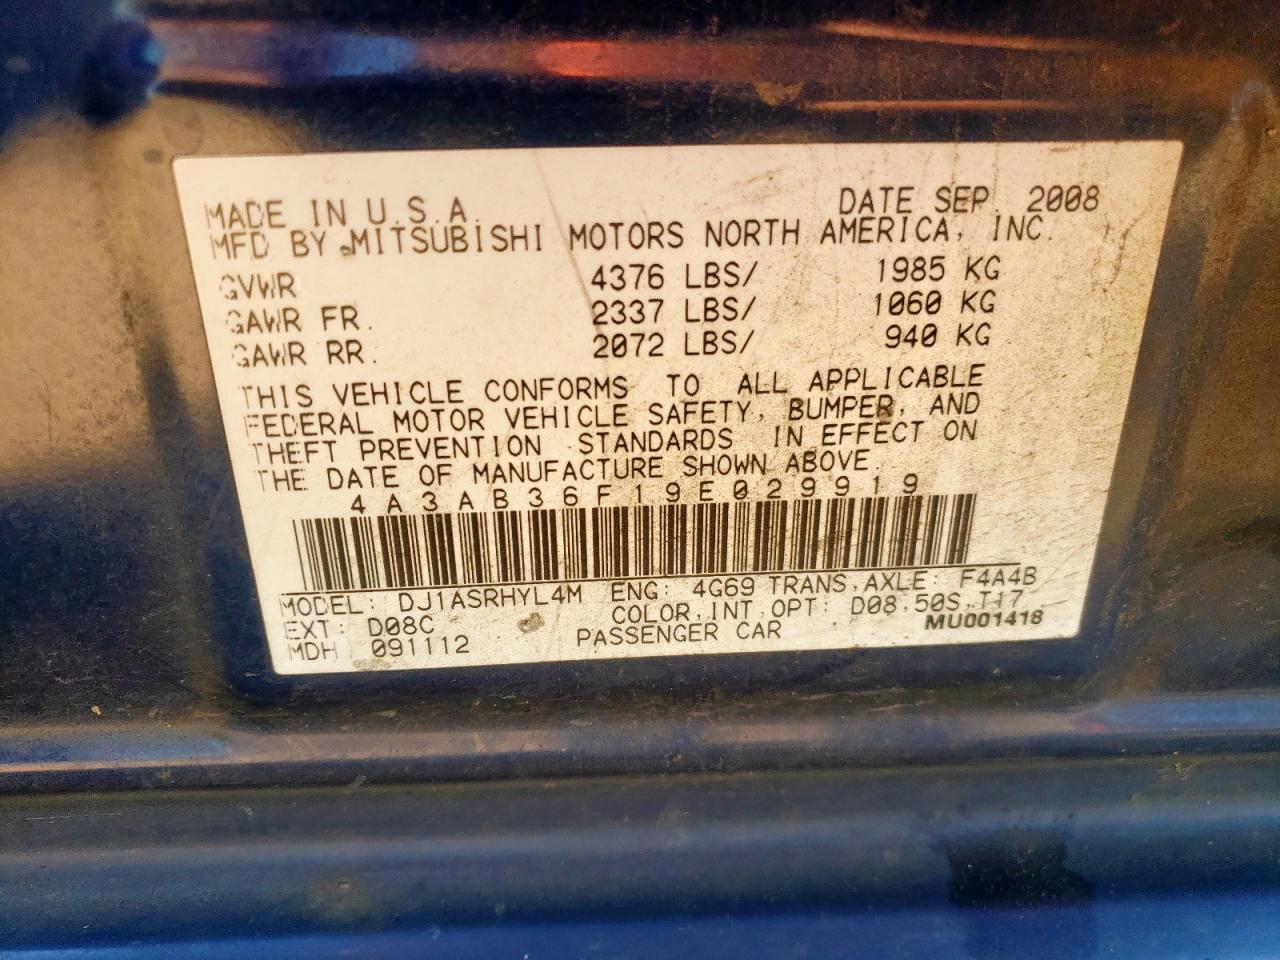 MADE IN U.S.A. DATE SEP. 2008
MFD BY MITSUBISHI MOTORS NORTH AMERICA, INC.
GVWR 4376 LBS/ 1985 KG
GAWR FR. 2337 LBS/ 1060 KG
GAWR RR. 2072 LBS/ 940 KG
THIS VEHICLE CONFORMS TO ALL APPLICABLE
FEDERAL MOTOR VEHICLE SAFETY, BUMPER, AND
THEFT PREVENTION STANDARDS IN EFFECT ON
THE DATE OF MANUFACTURE SHOWN ABOVE.
4A3AB36F19E029919
MODEL: DJ1ASRHYL4M ENG: 4G69 TRANS,AXLE: F4A4B
EXT: D08C COLOR,INT,OPT: D08,50S,T17
MDH 091112 PASSENGER CAR MU001418